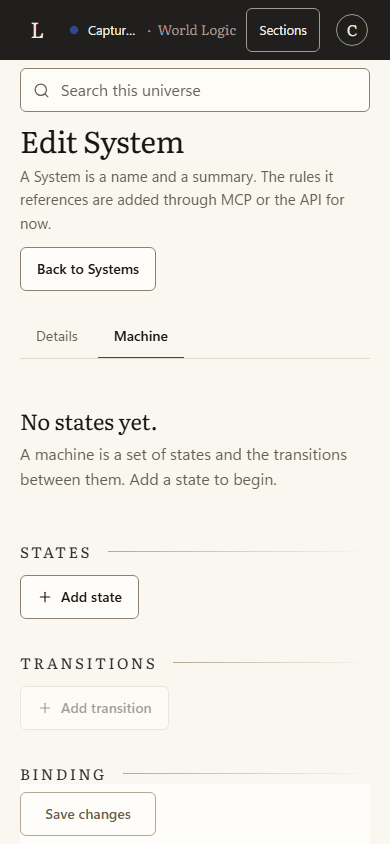 L
Captur... · World Logic
Sections
C
Search this universe
Edit System
A System is a name and a summary. The rules it
references are added through MCP or the API for
now.
Back to Systems
Details
Machine
No states yet.
A machine is a set of states and the transitions
between them. Add a state to begin.
STATES
+ Add state
TRANSITIONS
+ Add transition
BINDING
Save changes